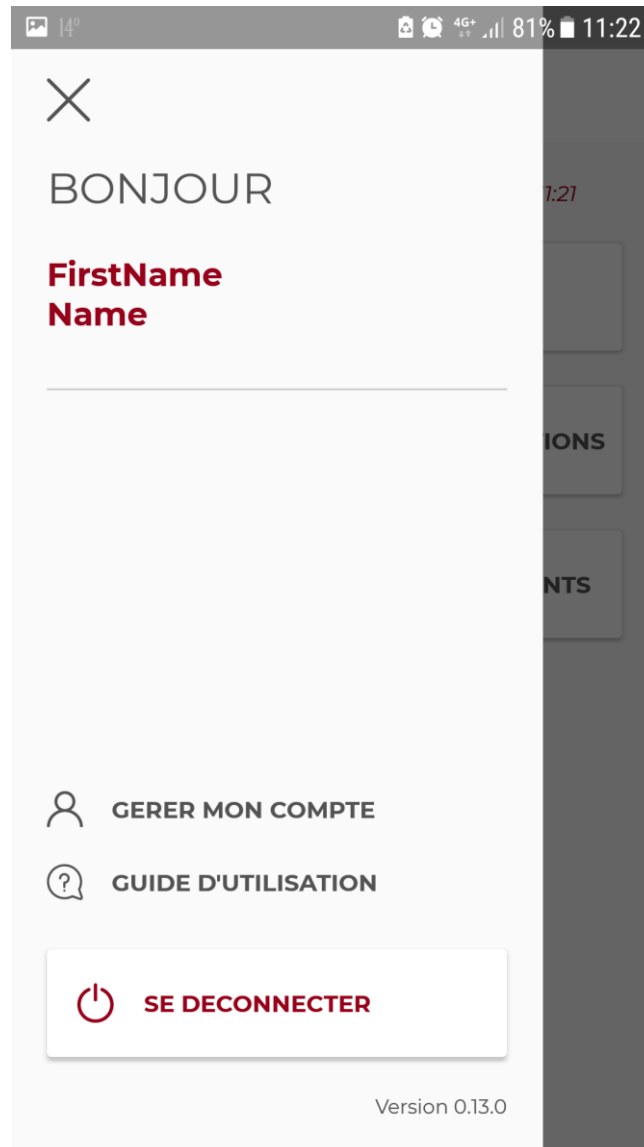 14° 4G+ 81% 11:22
BONJOUR
1:21
FirstName
Name
IONS
NTS
GERER MON COMPTE
? GUIDE D'UTILISATION
SE DECONNECTER
Version 0.13.0